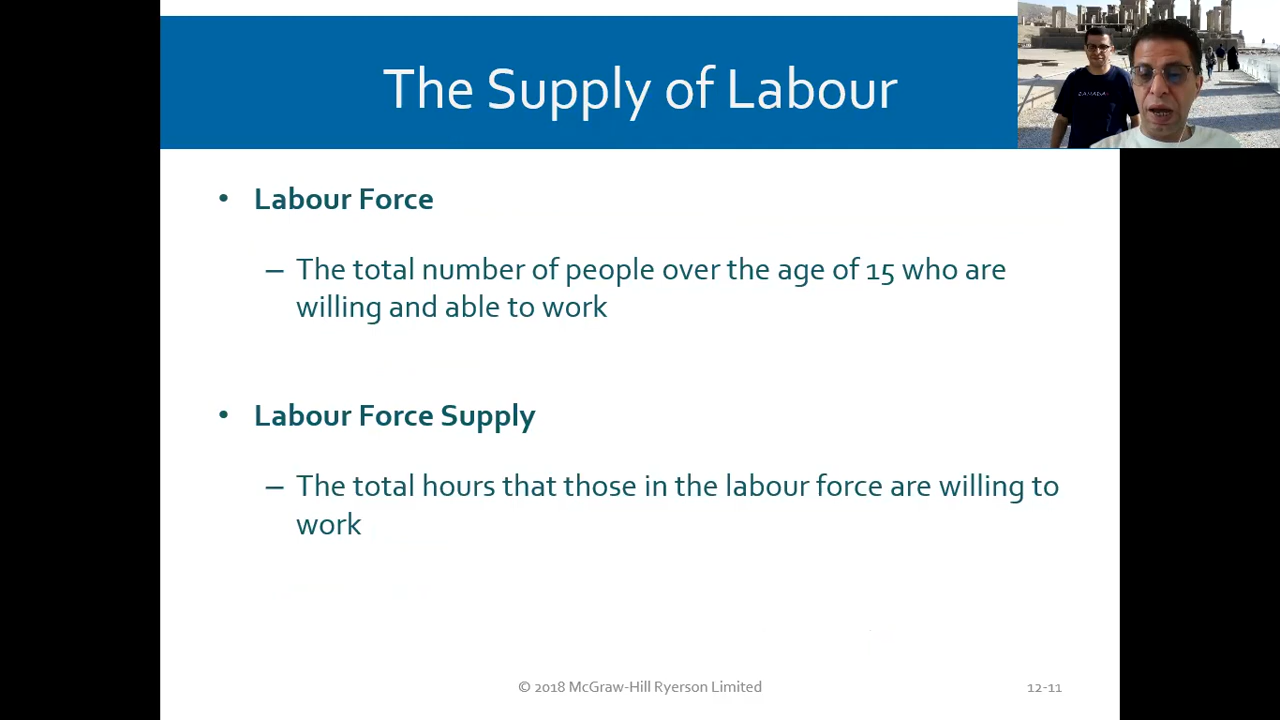 The Supply of Labour
CANADA
• Labour Force
– The total number of people over the age of 15 who are
willing and able to work
• Labour Force Supply
– The total hours that those in the labour force are willing to
work
© 2018 McGraw-Hill Ryerson Limited
12-11